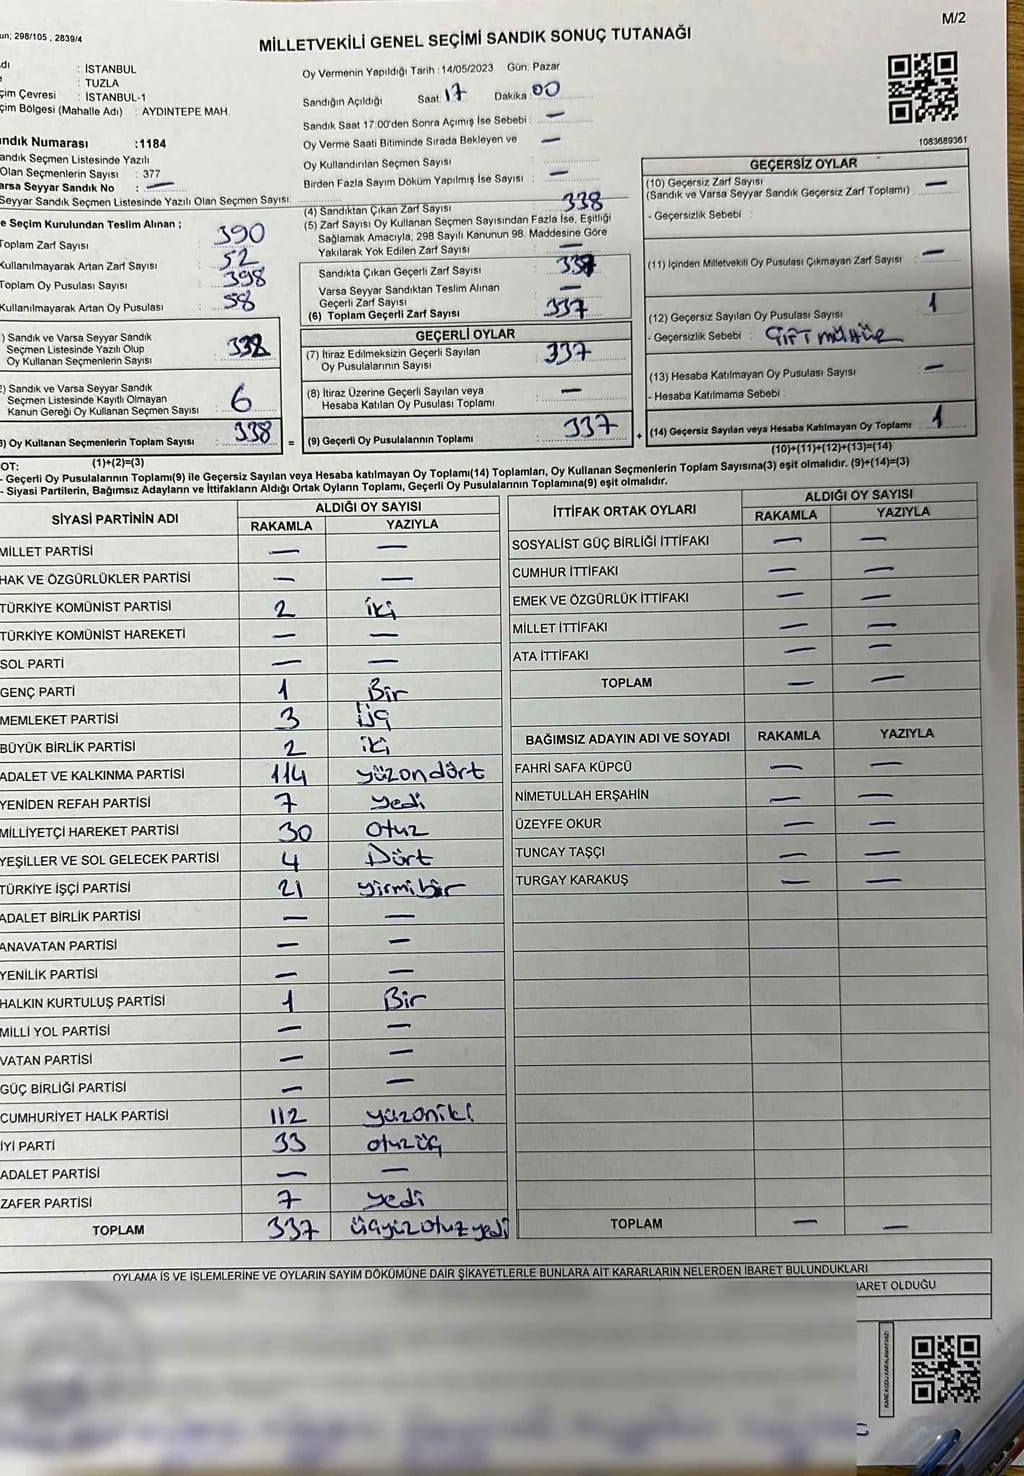 M/2
un; 298/105 , 2839/4
MİLLETVEKİLİ GENEL SEÇİMİ SANDIK SONUÇ TUTANAĞI
dı : İSTANBUL
: TUZLA
çim Çevresi : İSTANBUL-1
çim Bölgesi (Mahalle Adı) : AYDINTEPE MAH
ndık Numarası :1184
andık Seçmen Listesinde Yazılı
Olan Seçmenlerin Sayısı : 377
arsa Seyyar Sandık No : —
Seyyar Sandık Seçmen Listesinde Yazılı Olan Seçmen Sayısı:
Oy Vermenin Yapıldığı Tarih :14/05/2023 Gün: Pazar
Sandığın Açıldığı Saat: 17 Dakika :00
Sandık Saat 17:00'den Sonra Açımış İse Sebebi : —
Oy Verme Saati Bitiminde Sırada Bekleyen ve —
Oy Kullandırılan Seçmen Sayısı :
Birden Fazla Sayım Döküm Yapılmış İse Sayısı : —
1083689361
e Seçim Kurulundan Teslim Alınan ;
Toplam Zarf Sayısı : 390
Kullanılmayarak Artan Zarf Sayısı : 52
Toplam Oy Pusulası Sayısı : 398
Kullanılmayarak Artan Oy Pusulası : 58
) Sandık ve Varsa Seyyar Sandık
Seçmen Listesinde Yazılı Olup : 338
Oy Kullanan Seçmenlerin Sayısı
2) Sandık ve Varsa Seyyar Sandık
Seçmen Listesinde Kayıtlı Olmayan
Kanun Gereği Oy Kullanan Seçmen Sayısı : 6
3) Oy Kullanan Seçmenlerin Toplam Sayısı : 338
(1)+(2)=(3)
(4) Sandıktan Çıkan Zarf Sayısı : 338
(5) Zarf Sayısı Oy Kullanan Seçmen Sayısından Fazla İse, Eşitliği
Sağlamak Amacıyla, 298 Sayılı Kanunun 98. Maddesine Göre
Yakılarak Yok Edilen Zarf Sayısı : —
Sandıkta Çıkan Geçerli Zarf Sayısı : 337
Varsa Seyyar Sandıktan Teslim Alınan
Geçerli Zarf Sayısı : —
(6) Toplam Geçerli Zarf Sayısı : 337
GEÇERLİ OYLAR
(7) İtiraz Edilmeksizin Geçerli Sayılan
Oy Pusulalarının Sayısı : 337
(8) İtiraz Üzerine Geçerli Sayılan veya
Hesaba Katılan Oy Pusulası Toplamı : —
= (9) Geçerli Oy Pusulalarının Toplamı : 337
GEÇERSİZ OYLAR
(10) Geçersiz Zarf Sayısı
(Sandık ve Varsa Seyyar Sandık Geçersiz Zarf Toplamı) : —
- Geçersizlik Sebebi :
(11) İçinden Milletvekili Oy Pusulası Çıkmayan Zarf Sayısı : —
(12) Geçersiz Sayılan Oy Pusulası Sayısı : 1
- Geçersizlik Sebebi : ÇİFT MÜHÜR
(13) Hesaba Katılmayan Oy Pusulası Sayısı : —
- Hesaba Katılmama Sebebi :
+ (14) Geçersiz Sayılan veya Hesaba Katılmayan Oy Toplamı : 1
(10)+(11)+(12)+(13)=(14)
OT:
- Geçerli Oy Pusulalarının Toplamı(9) ile Geçersiz Sayılan veya Hesaba katılmayan Oy Toplamı(14) Toplamları, Oy Kullanan Seçmenlerin Toplam Sayısına(3) eşit olmalıdır. (9)+(14)=(3)
- Siyasi Partilerin, Bağımsız Adayların ve İttifakların Aldığı Ortak Oyların Toplamı, Geçerli Oy Pusulalarının Toplamına(9) eşit olmalıdır.
SİYASİ PARTİNİN ADI ALDIĞI OY SAYISI
RAKAMLA YAZIYLA
MİLLET PARTİSİ — —
HAK VE ÖZGÜRLÜKLER PARTİSİ — —
TÜRKİYE KOMÜNİST PARTİSİ 2 iki
TÜRKİYE KOMÜNİST HAREKETİ — —
SOL PARTİ — —
GENÇ PARTİ 1 Bir
MEMLEKET PARTİSİ 3 Üç
BÜYÜK BİRLİK PARTİSİ 2 iki
ADALET VE KALKINMA PARTİSİ 114 yüzondört
YENİDEN REFAH PARTİSİ 7 yedi
MİLLİYETÇİ HAREKET PARTİSİ 30 otuz
YEŞİLLER VE SOL GELECEK PARTİSİ 4 Dört
TÜRKİYE İŞÇİ PARTİSİ 21 yirmibir
ADALET BİRLİK PARTİSİ — —
ANAVATAN PARTİSİ — —
YENİLİK PARTİSİ — —
HALKIN KURTULUŞ PARTİSİ 1 Bir
MİLLİ YOL PARTİSİ — —
VATAN PARTİSİ — —
GÜÇ BİRLİĞİ PARTİSİ — —
CUMHURİYET HALK PARTİSİ 112 yüzoniki
İYİ PARTİ 33 otuzüç
ADALET PARTİSİ — —
ZAFER PARTİSİ 7 yedi
TOPLAM 337 üçyüzotuzyedi
İTTİFAK ORTAK OYLARI ALDIĞI OY SAYISI
RAKAMLA YAZIYLA
SOSYALİST GÜÇ BİRLİĞİ İTTİFAKI — —
CUMHUR İTTİFAKI — —
EMEK VE ÖZGÜRLÜK İTTİFAKI — —
MİLLET İTTİFAKI — —
ATA İTTİFAKI — —
TOPLAM — —
BAĞIMSIZ ADAYIN ADI VE SOYADI RAKAMLA YAZIYLA
FAHRİ SAFA KÜPCÜ — —
NİMETULLAH ERŞAHİN — —
ÜZEYFE OKUR — —
TUNCAY TAŞÇI — —
TURGAY KARAKUŞ — —
TOPLAM — —
OYLAMA İŞ VE İŞLEMLERİNE VE OYLARIN SAYIM DÖKÜMÜNE DAİR ŞİKAYETLERLE BUNLARA AİT KARARLARIN NELERDEN İBARET BULUNDUKLARI
BARET OLDUĞU